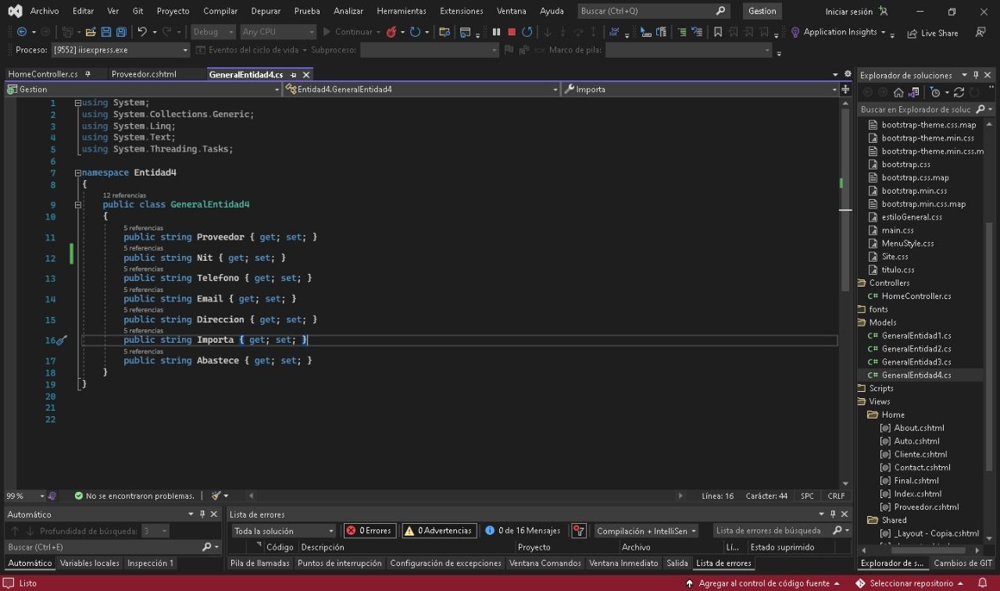 Archivo Editar Ver Git Proyecto Compilar Depurar Prueba Analizar Herramientas Extensiones Ventana Ayuda Buscar (Ctrl+Q) Gestion Iniciar sesión
Debug Any CPU Continuar Application Insights Live Share
Proceso: [9552] iisexpress.exe Eventos del ciclo de vida Subproceso: Marco de pila:
HomeController.cs Proveedor.cshtml GeneralEntidad4.cs
Gestion Entidad4.GeneralEntidad4 Importa
1 using System;
2 using System.Collections.Generic;
3 using System.Linq;
4 using System.Text;
5 using System.Threading.Tasks;
6
7 namespace Entidad4
8 {
12 referencias
9 public class GeneralEntidad4
10 {
5 referencias
11 public string Proveedor { get; set; }
5 referencias
12 public string Nit { get; set; }
5 referencias
13 public string Telefono { get; set; }
5 referencias
14 public string Email { get; set; }
5 referencias
15 public string Direccion { get; set; }
5 referencias
16 public string Importa { get; set; }
5 referencias
17 public string Abastece { get; set; }
18 }
19 }
20
21
22
99 % No se encontraron problemas. Línea: 16 Carácter: 44 SPC CRLF
Explorador de soluciones
Buscar en Explorador de soluc
bootstrap-theme.css.map
bootstrap-theme.min.css
bootstrap-theme.min.css.m
bootstrap.css
bootstrap.css.map
bootstrap.min.css
bootstrap.min.css.map
estiloGeneral.css
main.css
MenuStyle.css
Site.css
titulo.css
Controllers
C# HomeController.cs
fonts
Models
C# GeneralEntidad1.cs
C# GeneralEntidad2.cs
C# GeneralEntidad3.cs
C# GeneralEntidad4.cs
Scripts
Views
Home
About.cshtml
Auto.cshtml
Cliente.cshtml
Contact.cshtml
Final.cshtml
Index.cshtml
Proveedor.cshtml
Shared
_Layout - Copia.cshtml
Explorador de s... Cambios de GIT
Automático
Profundidad de búsqueda: 3
Buscar (Ctrl+E)
Automático Variables locales Inspección 1
Lista de errores
Toda la solución 0 Errores 0 Advertencias 0 de 16 Mensajes Compilación + IntelliSen Lista de errores de búsqueda
Código Descripción Proyecto Archivo Lí... Estado suprimido
Pila de llamadas Puntos de interrupción Configuración de excepciones Ventana Comandos Ventana Inmediato Salida Lista de errores
Listo Agregar al control de código fuente Seleccionar repositorio